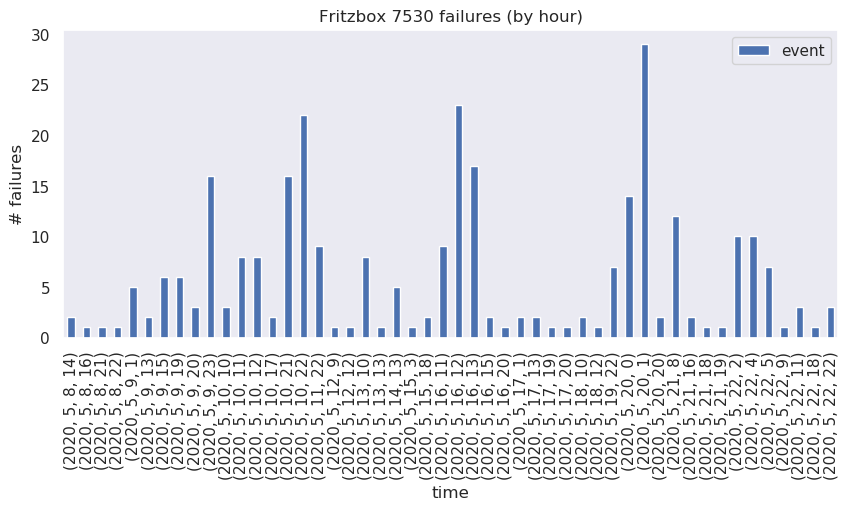 Fritzbox 7530 failures (by hour)
event
# failures
30
25
20
15
10
5
0
(2020, 5, 8, 14)
(2020, 5, 8, 16)
(2020, 5, 8, 21)
(2020, 5, 8, 22)
(2020, 5, 9, 1)
(2020, 5, 9, 13)
(2020, 5, 9, 15)
(2020, 5, 9, 19)
(2020, 5, 9, 20)
(2020, 5, 9, 23)
(2020, 5, 10, 10)
(2020, 5, 10, 11)
(2020, 5, 10, 12)
(2020, 5, 10, 17)
(2020, 5, 10, 21)
(2020, 5, 10, 22)
(2020, 5, 11, 22)
(2020, 5, 12, 9)
(2020, 5, 12, 12)
(2020, 5, 13, 10)
(2020, 5, 13, 13)
(2020, 5, 14, 13)
(2020, 5, 15, 3)
(2020, 5, 15, 18)
(2020, 5, 16, 11)
(2020, 5, 16, 12)
(2020, 5, 16, 13)
(2020, 5, 16, 15)
(2020, 5, 16, 20)
(2020, 5, 17, 1)
(2020, 5, 17, 13)
(2020, 5, 17, 19)
(2020, 5, 17, 20)
(2020, 5, 18, 10)
(2020, 5, 18, 12)
(2020, 5, 19, 22)
(2020, 5, 20, 0)
(2020, 5, 20, 1)
(2020, 5, 20, 20)
(2020, 5, 21, 8)
(2020, 5, 21, 16)
(2020, 5, 21, 18)
(2020, 5, 21, 19)
(2020, 5, 22, 2)
(2020, 5, 22, 4)
(2020, 5, 22, 5)
(2020, 5, 22, 9)
(2020, 5, 22, 11)
(2020, 5, 22, 18)
(2020, 5, 22, 22)
time